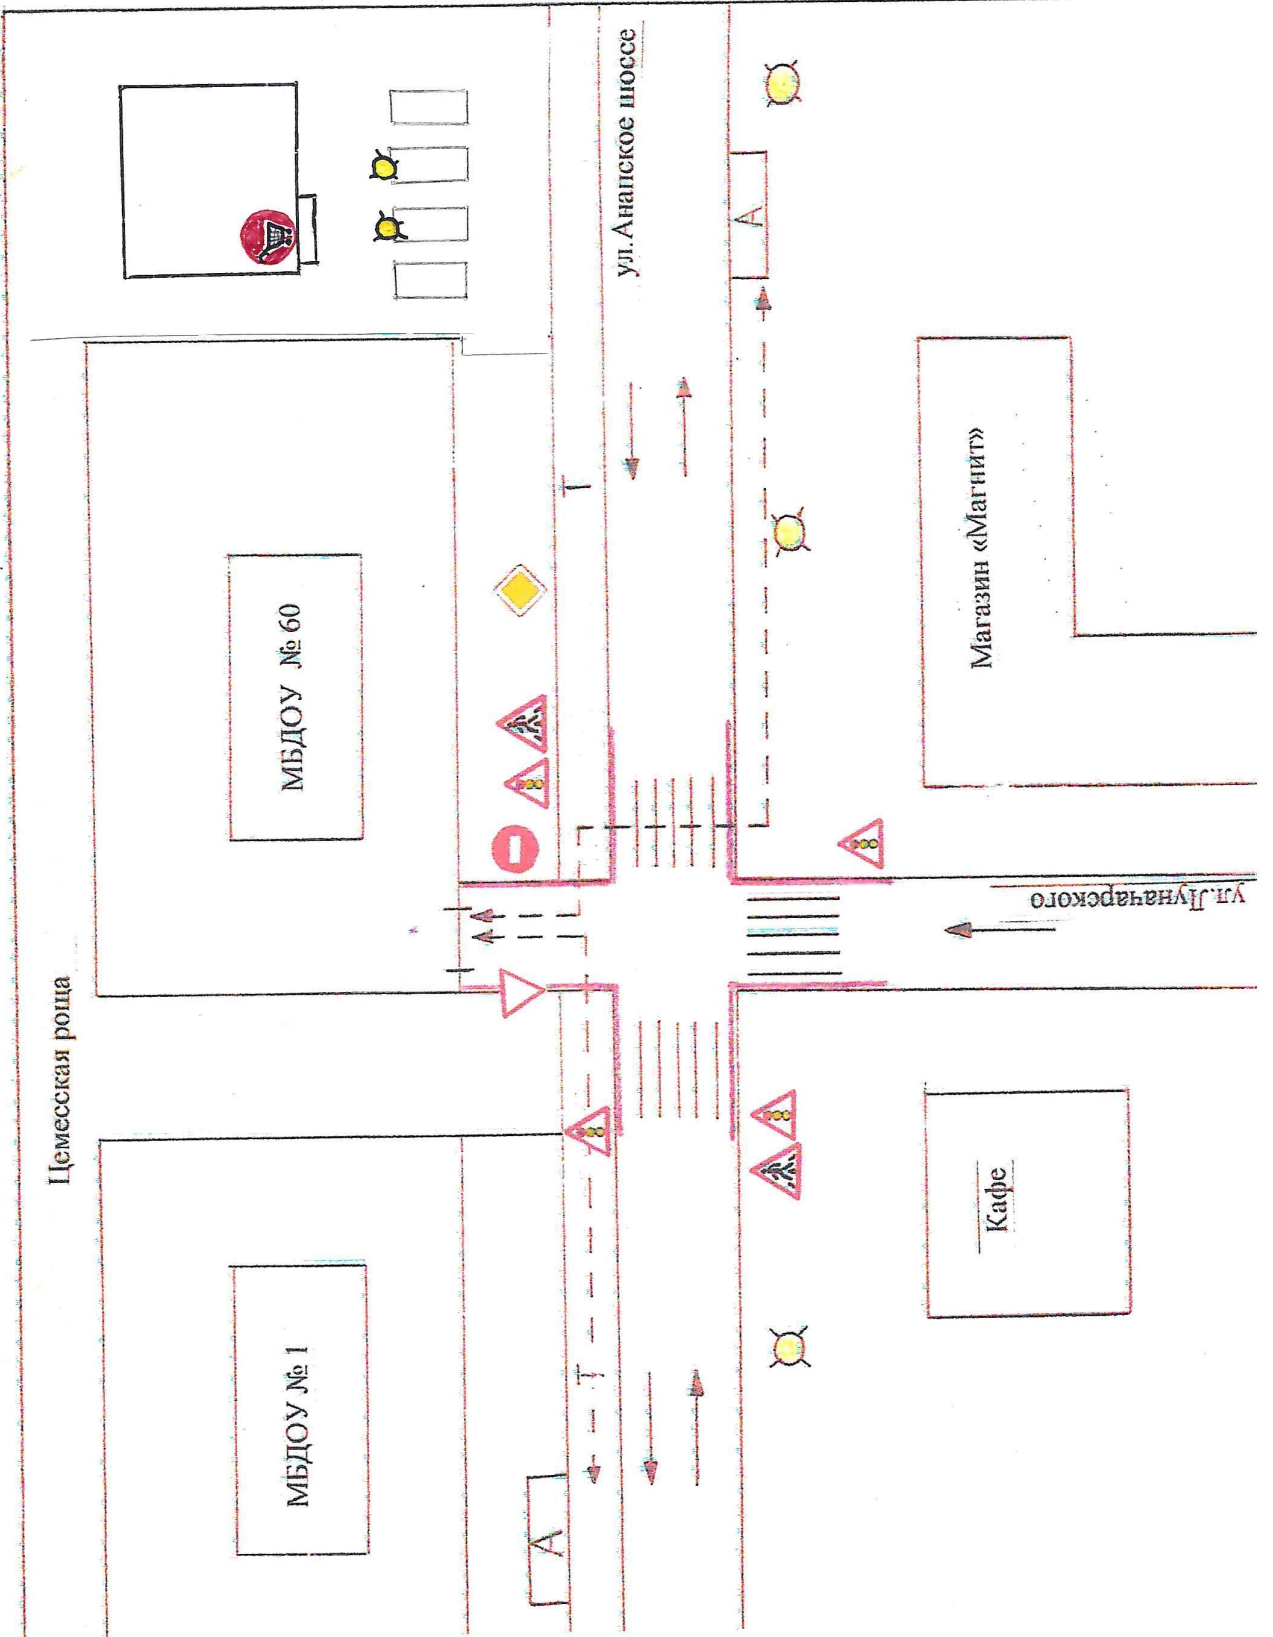 Цемесская роща
МБДОУ № 1
МБДОУ № 60
А
Т
Т
ул.Анапское шоссе
А
Кафе
ул.Луначарского
Магазин «Магнит»